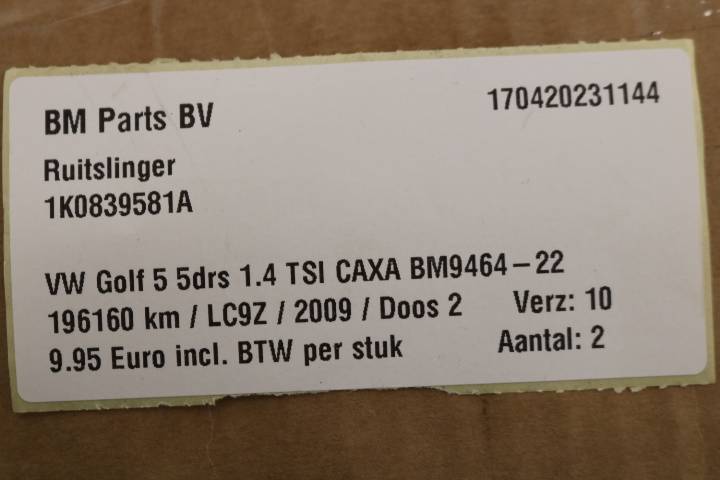 BM Parts BV 170420231144
Ruitslinger
1K0839581A
VW Golf 5 5drs 1.4 TSI CAXA BM9464-22
196160 km / LC9Z / 2009 / Doos 2 Verz: 10
9.95 Euro incl. BTW per stuk Aantal: 2